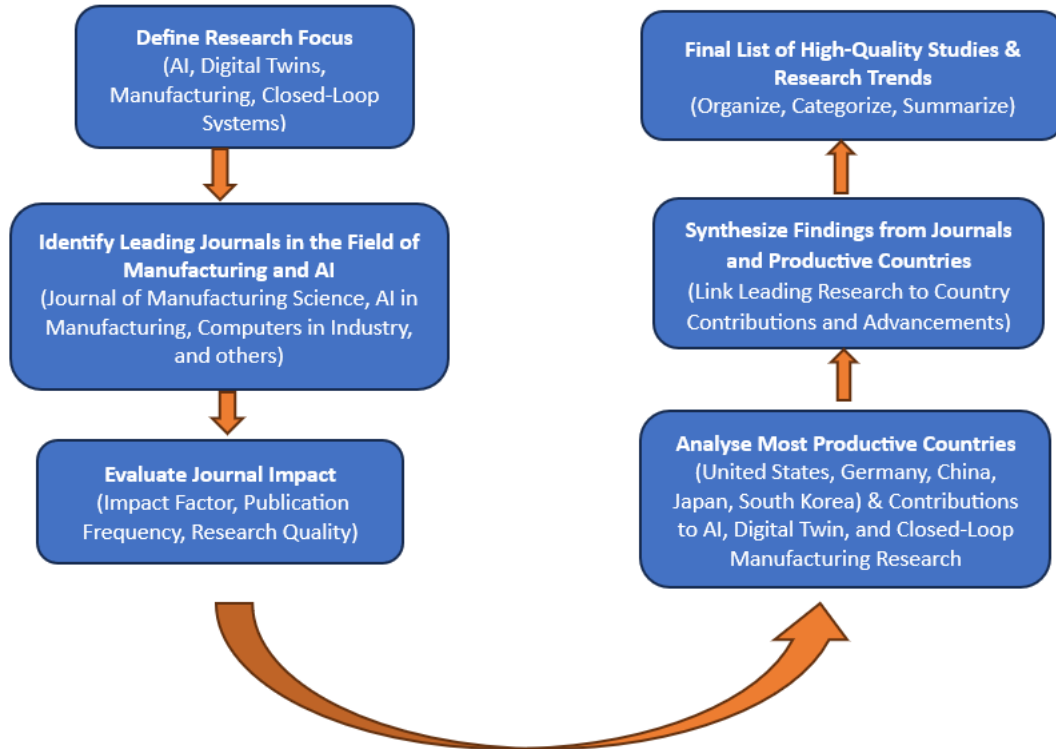 Define Research Focus
(AI, Digital Twins,
Manufacturing, Closed-Loop
Systems)
Identify Leading Journals in the Field of
Manufacturing and AI
(Journal of Manufacturing Science, AI in
Manufacturing, Computers in Industry,
and others)
Evaluate Journal Impact
(Impact Factor, Publication
Frequency, Research Quality)
Analyse Most Productive Countries
(United States, Germany, China,
Japan, South Korea) & Contributions
to AI, Digital Twin, and Closed-Loop
Manufacturing Research
Synthesize Findings from Journals
and Productive Countries
(Link Leading Research to Country
Contributions and Advancements)
Final List of High-Quality Studies &
Research Trends
(Organize, Categorize, Summarize)